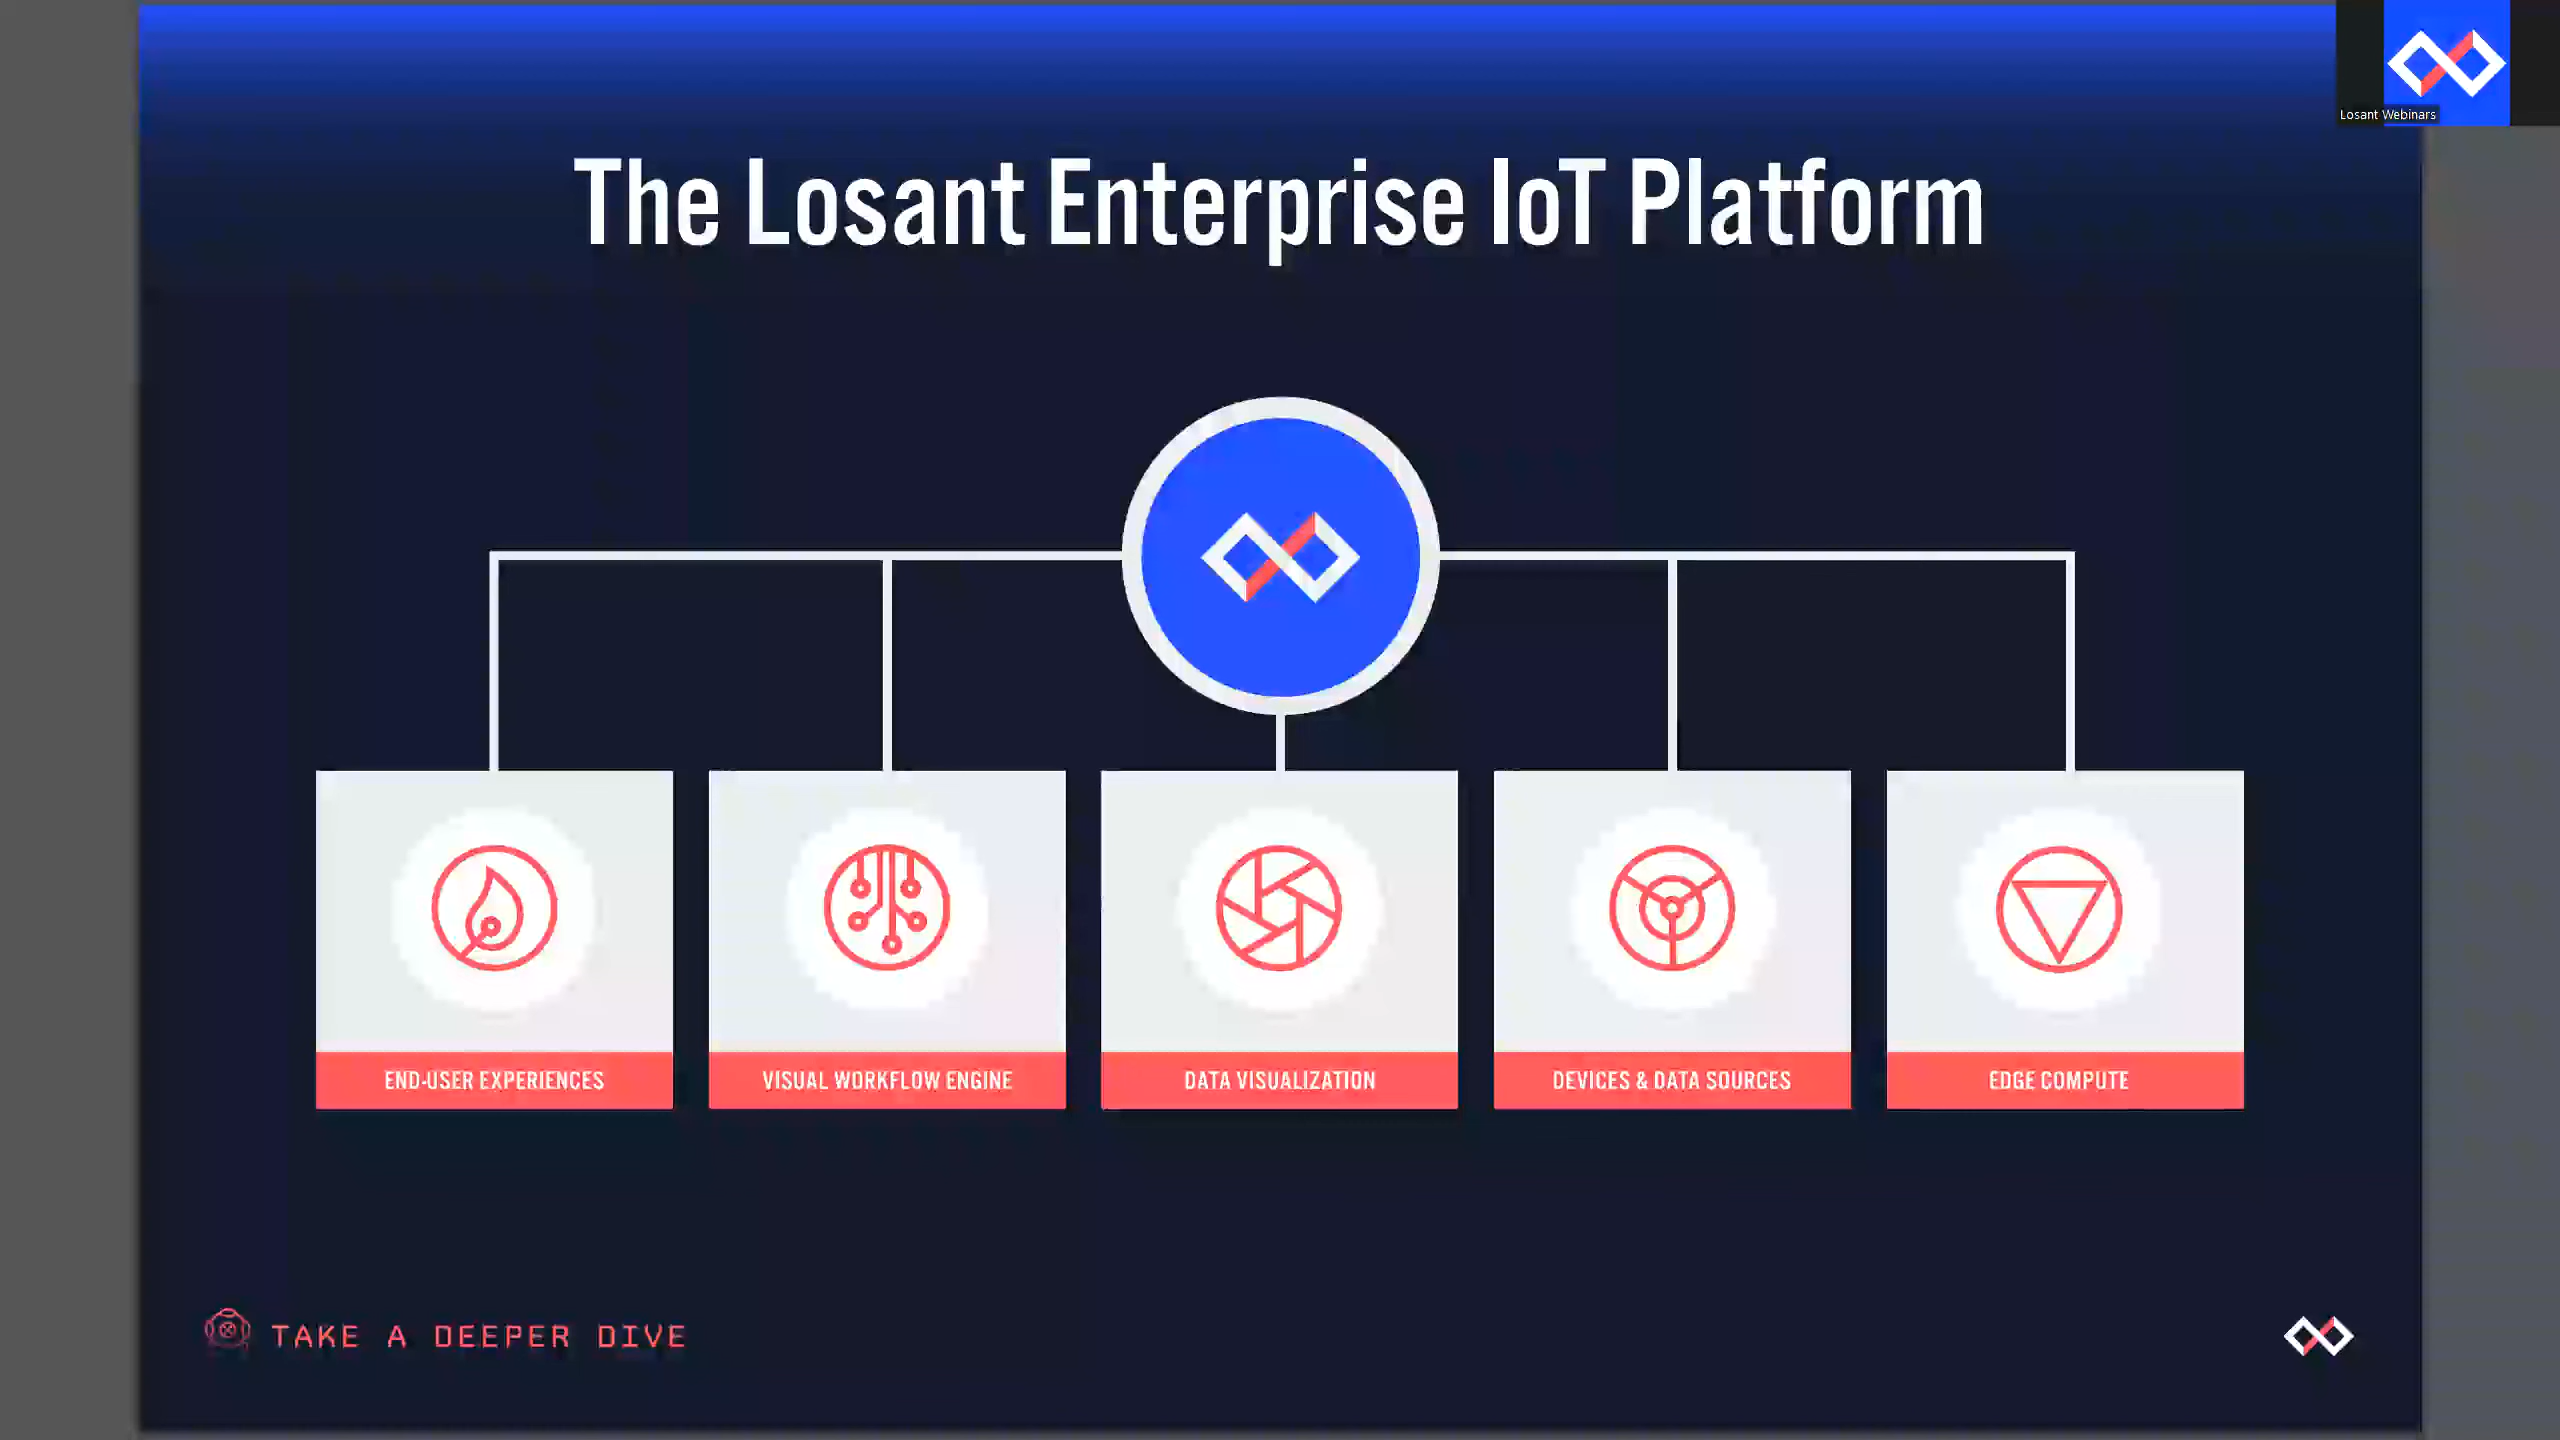 Losant Webinars
The Losant Enterprise IoT Platform
END-USER EXPERIENCES
VISUAL WORKFLOW ENGINE
DATA VISUALIZATION
DEVICES & DATA SOURCES
EDGE COMPUTE
TAKE A DEEPER DIVE